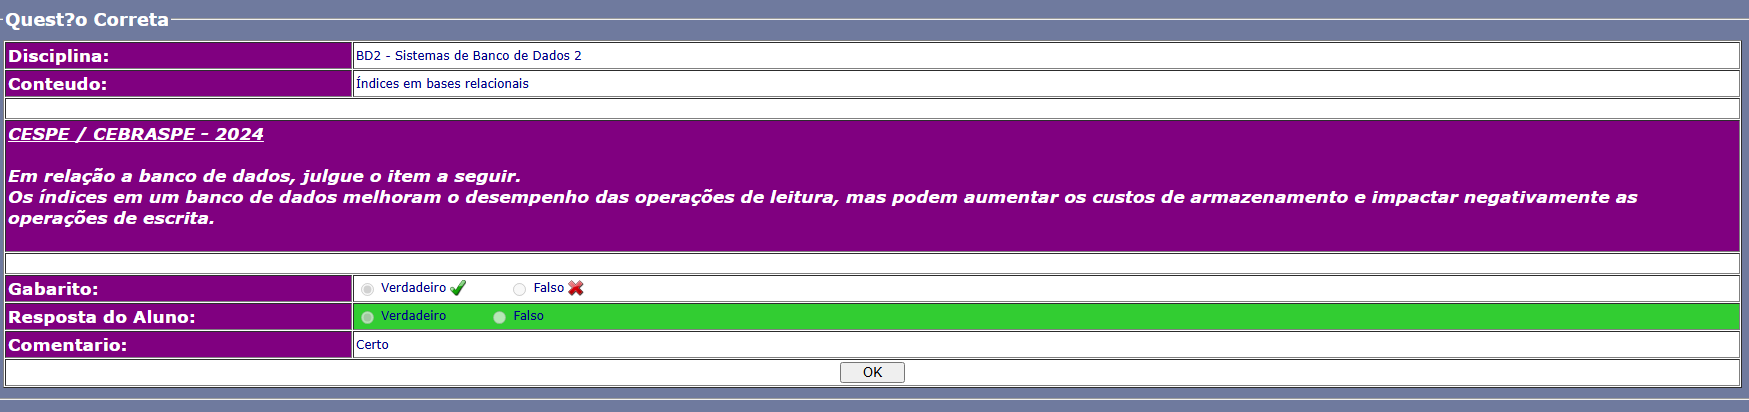 Quest?o Correta
Disciplina: BD2 - Sistemas de Banco de Dados 2
Conteudo: Índices em bases relacionais
CESPE / CEBRASPE - 2024
Em relação a banco de dados, julgue o item a seguir.
Os índices em um banco de dados melhoram o desempenho das operações de leitura, mas podem aumentar os custos de armazenamento e impactar negativamente as
operações de escrita.
Gabarito: Verdadeiro Falso
Resposta do Aluno: Verdadeiro Falso
Comentario: Certo
OK